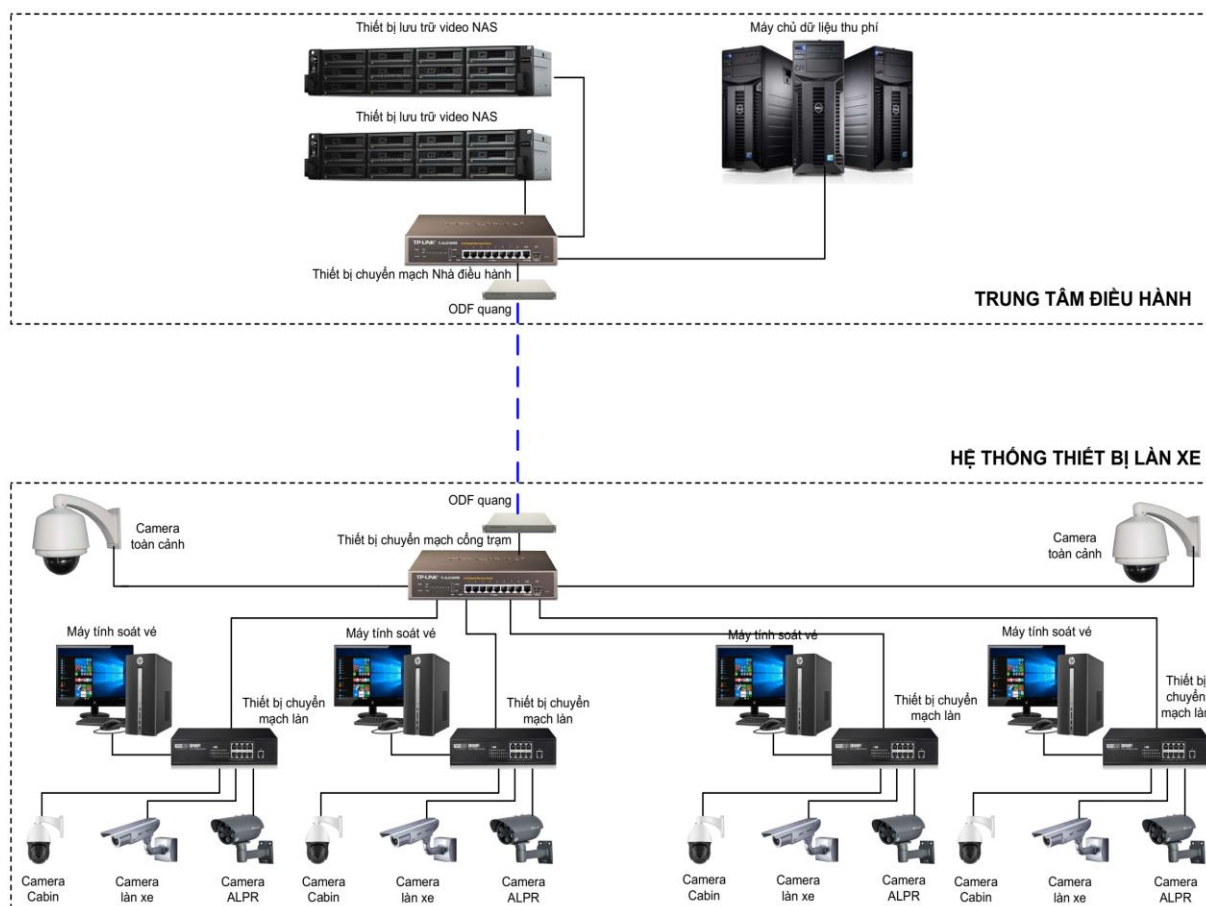 Thiết bị lưu trữ video NAS
Máy chủ dữ liệu thu phí
Thiết bị lưu trữ video NAS
TP-LINK
Thiết bị chuyển mạch Nhà điều hành
ODF quang
TRUNG TÂM ĐIỀU HÀNH
HỆ THỐNG THIẾT BỊ LÀN XE
ODF quang
Camera
toàn cảnh
Thiết bị chuyển mạch cổng trạm
Camera
toàn cảnh
TP-LINK
Máy tính soát vé
Máy tính soát vé
Máy tính soát vé
Máy tính soát vé
Thiết bị chuyển
mạch làn
Thiết bị chuyển
mạch làn
Thiết bị chuyển
mạch làn
Thiết bị
chuyển
mạch làn
Camera
Cabin
Camera
làn xe
Camera
ALPR
Camera
Cabin
Camera
làn xe
Camera
ALPR
Camera
Cabin
Camera
làn xe
Camera
ALPR
Camera
Cabin
Camera
làn xe
Camera
ALPR